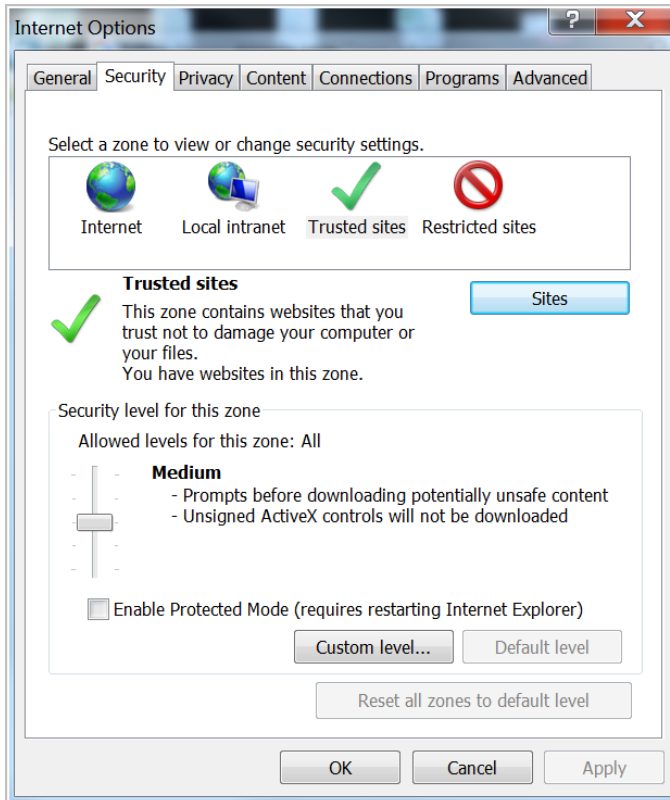 Internet Options
?
X
General Security Privacy Content Connections Programs Advanced
Select a zone to view or change security settings.
Internet Local intranet Trusted sites Restricted sites
Trusted sites
Sites
This zone contains websites that you
trust not to damage your computer or
your files.
You have websites in this zone.
Security level for this zone
Allowed levels for this zone: All
Medium
- Prompts before downloading potentially unsafe content
- Unsigned ActiveX controls will not be downloaded
Enable Protected Mode (requires restarting Internet Explorer)
Custom level... Default level
Reset all zones to default level
OK Cancel Apply